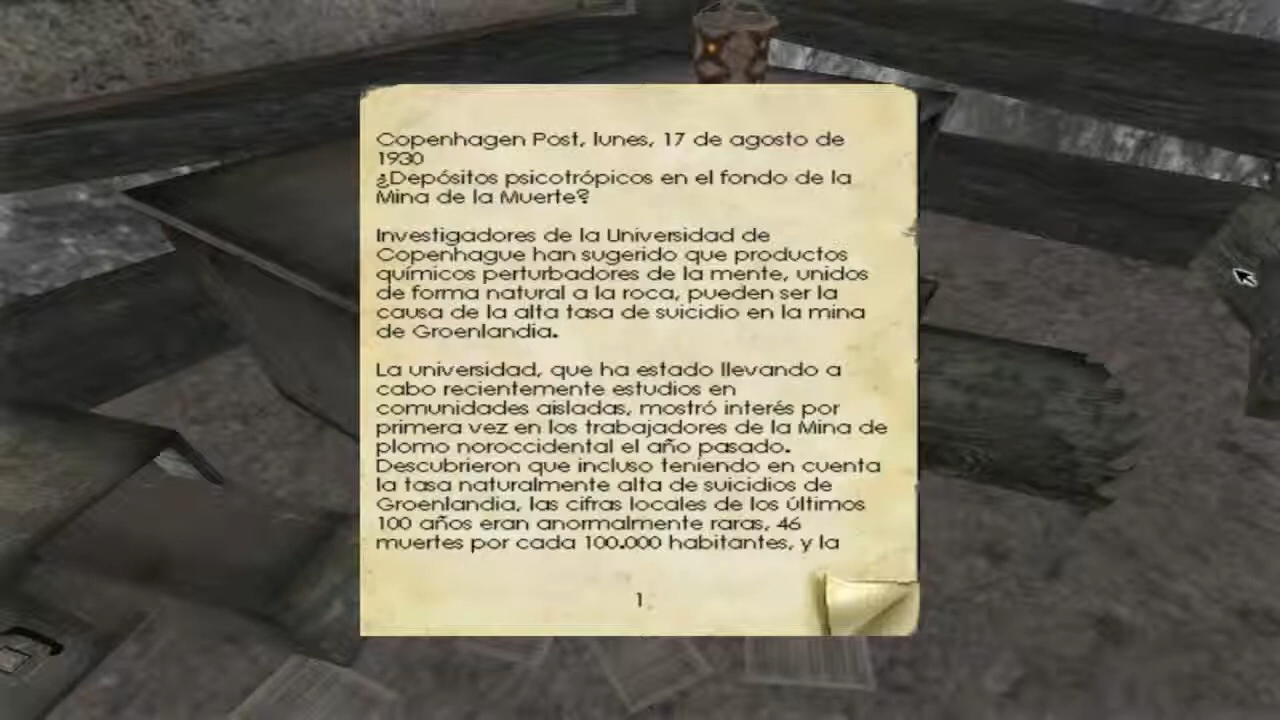 Copenhagen Post, lunes, 17 de agosto de
1930
¿Depósitos psicotrópicos en el fondo de la
Mina de la Muerte?
Investigadores de la Universidad de
Copenhague han sugerido que productos
químicos perturbadores de la mente, unidos
de forma natural a la roca, pueden ser la
causa de la alta tasa de suicidio en la mina
de Groenlandia.
La universidad, que ha estado llevando a
cabo recientemente estudios en
comunidades aisladas, mostró interés por
primera vez en los trabajadores de la Mina de
plomo noroccidental el año pasado.
Descubrieron que incluso teniendo en cuenta
la tasa naturalmente alta de suicidios de
Groenlandia, las cifras locales de los últimos
100 años eran anormalmente raras, 46
muertes por cada 100.000 habitantes, y la
1